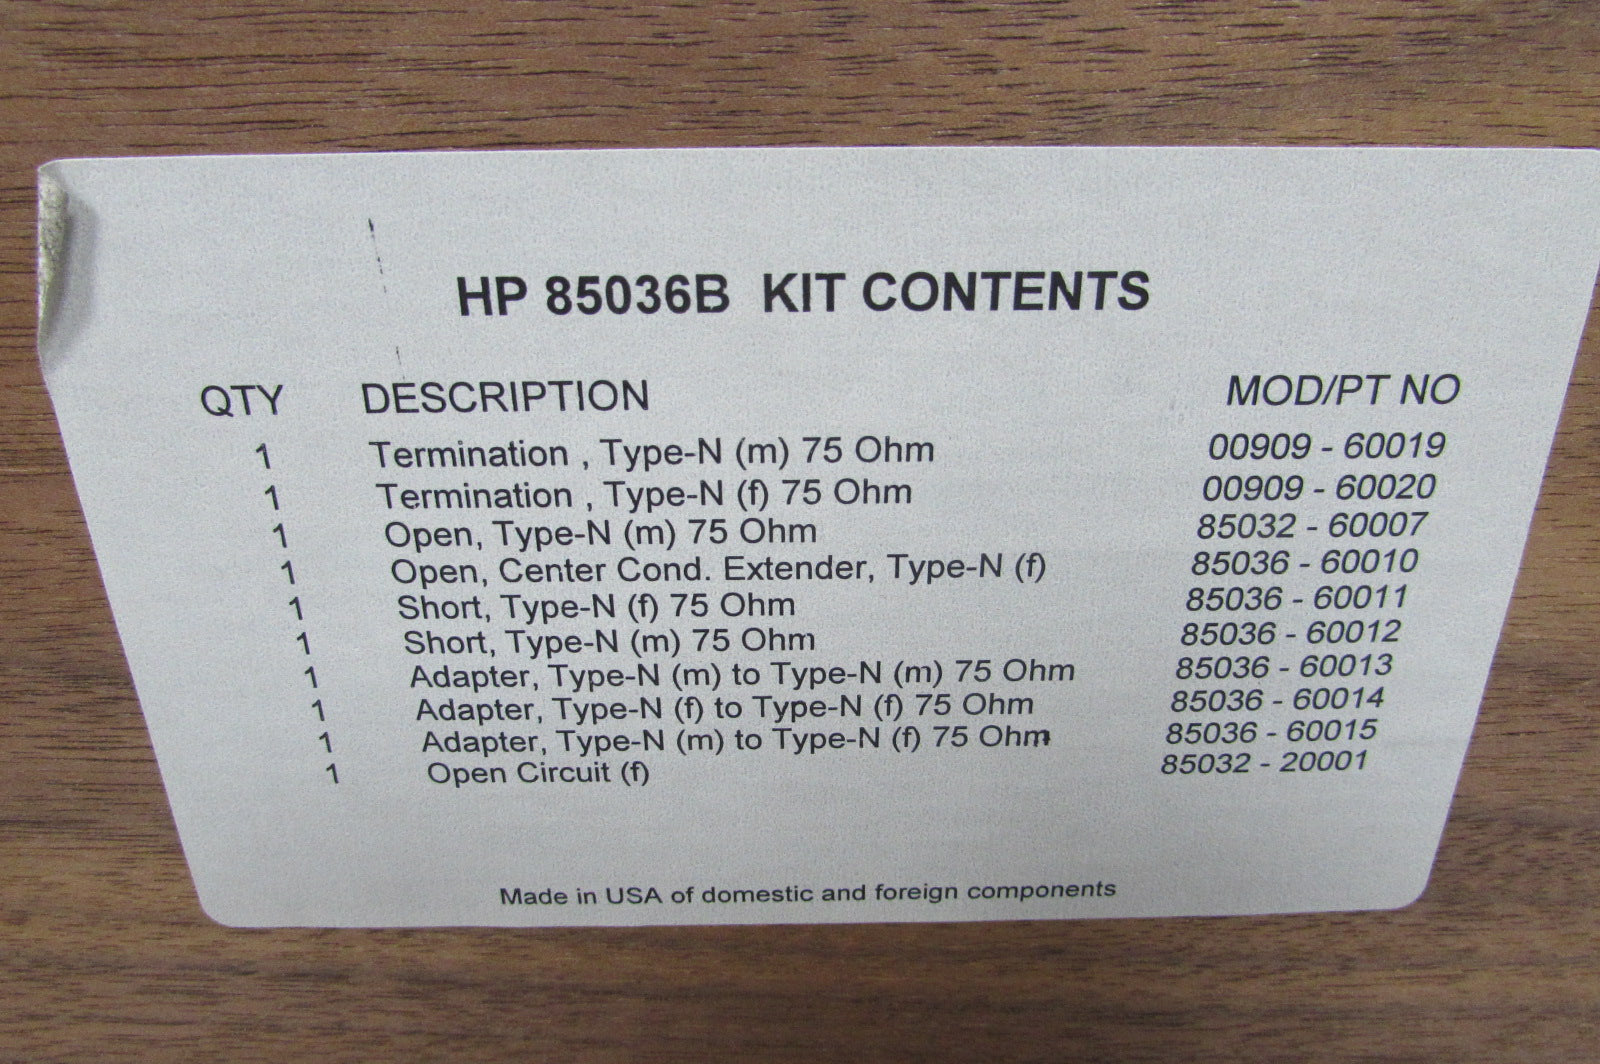 HP 85036B KIT CONTENTS
QTY DESCRIPTION MOD/PT NO
1 Termination , Type-N (m) 75 Ohm 00909 - 60019
1 Termination , Type-N (f) 75 Ohm 00909 - 60020
1 Open, Type-N (m) 75 Ohm 85032 - 60007
1 Open, Center Cond. Extender, Type-N (f) 85036 - 60010
1 Short, Type-N (f) 75 Ohm 85036 - 60011
1 Short, Type-N (m) 75 Ohm 85036 - 60012
1 Adapter, Type-N (m) to Type-N (m) 75 Ohm 85036 - 60013
1 Adapter, Type-N (f) to Type-N (f) 75 Ohm 85036 - 60014
1 Adapter, Type-N (m) to Type-N (f) 75 Ohm 85036 - 60015
1 Open Circuit (f) 85032 - 20001
Made in USA of domestic and foreign components